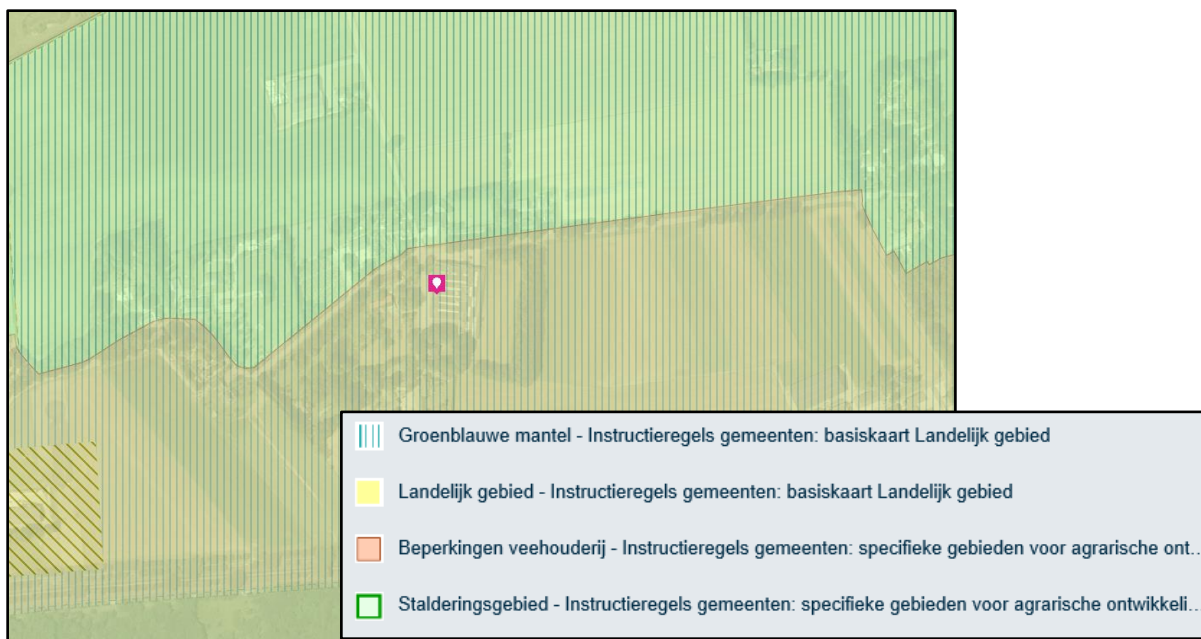 Groenblauwe mantel - Instructieregels gemeenten: basiskaart Landelijk gebied
Landelijk gebied - Instructieregels gemeenten: basiskaart Landelijk gebied
Beperkingen veehouderij - Instructieregels gemeenten: specifieke gebieden voor agrarische ont...
Stalderingsgebied - Instructieregels gemeenten: specifieke gebieden voor agrarische ontwikkeli...